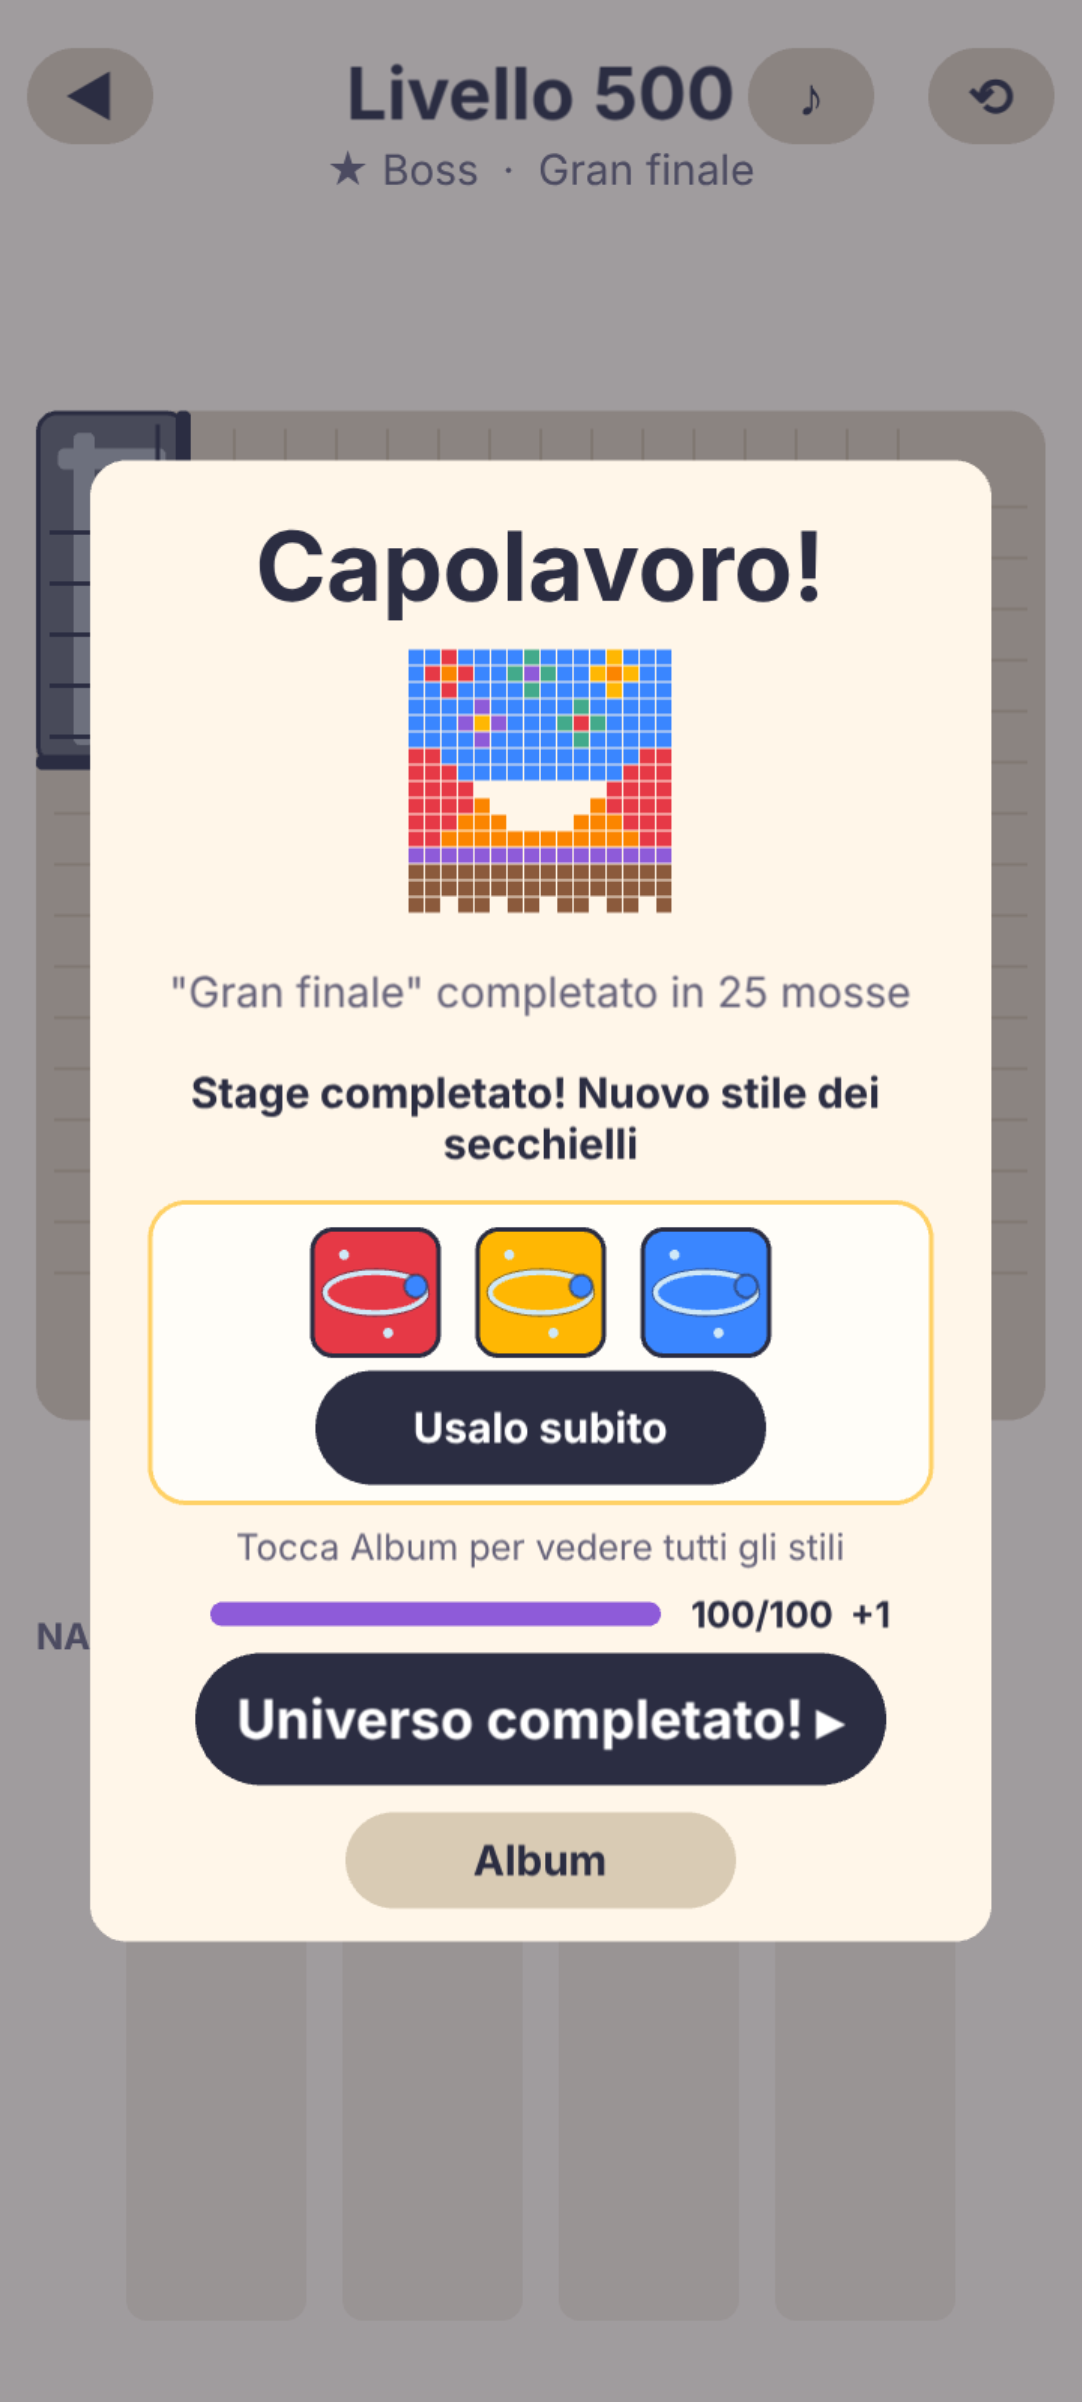 Livello 500
★ Boss · Gran finale
Capolavoro!
"Gran finale" completato in 25 mosse
Stage completato! Nuovo stile dei
secchielli
Usalo subito
Tocca Album per vedere tutti gli stili
100/100 +1
NA
Universo completato! ▶
Album